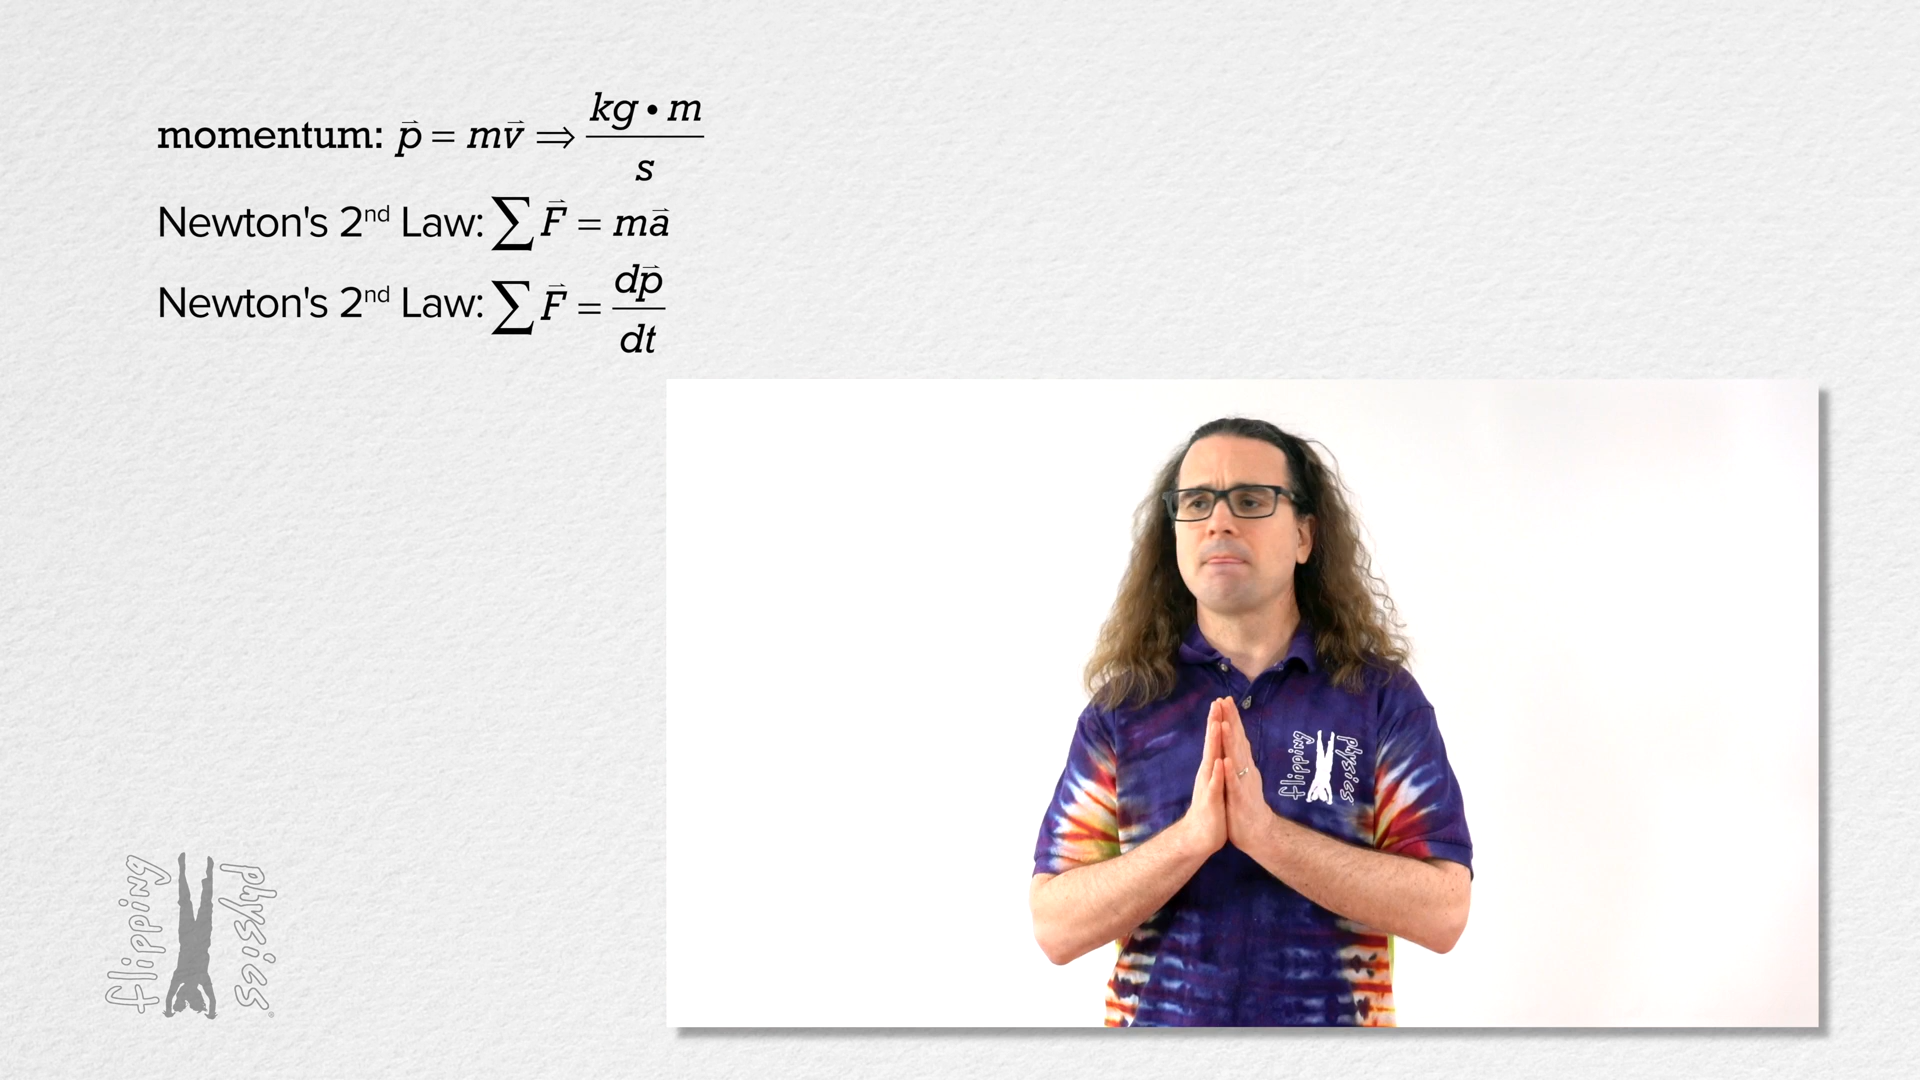 momentum: p⃗ = mv⃗ ⇒ kg • m / s
Newton's 2nd Law: ∑ F⃗ = ma⃗
Newton's 2nd Law: ∑ F⃗ = dp⃗ / dt
flipping physics
flipping physics